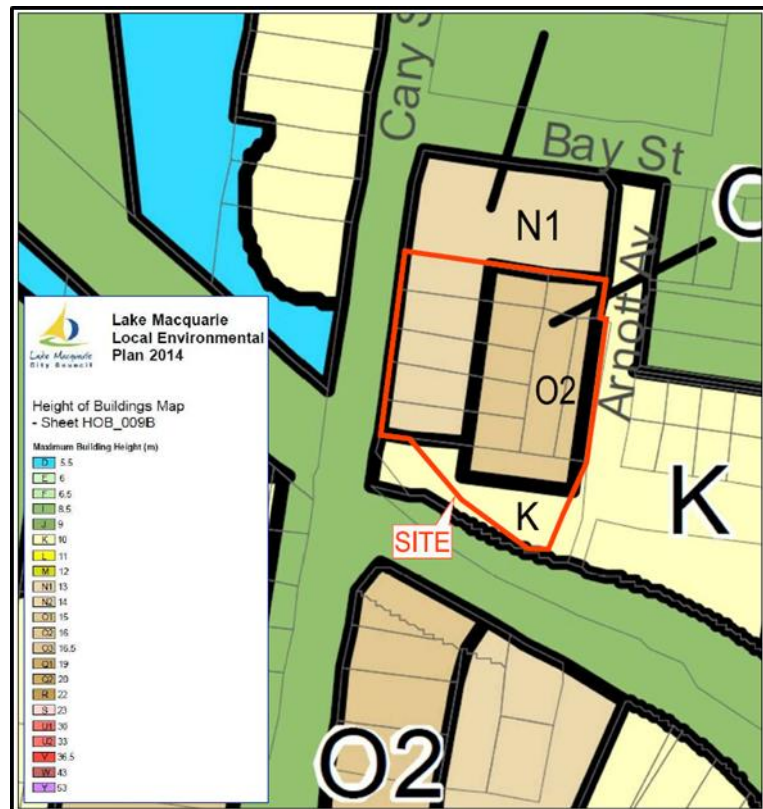 Cary S
Bay St
N1
O
Arnott Av
O2
K
K
SITE
O2
Lake Macquarie
City Council
Lake Macquarie
Local Environmental
Plan 2014
Height of Buildings Map
- Sheet HOB_009B
Maximum Building Height (m)
D 5.5
E 6
F 6.5
I 8.5
J 9
K 10
L 11
M 12
N1 13
N2 14
O1 15
O2 16
O3 16.5
Q1 19
Q2 20
R 22
S 23
U1 30
U2 33
V 36.5
W 43
Y 53